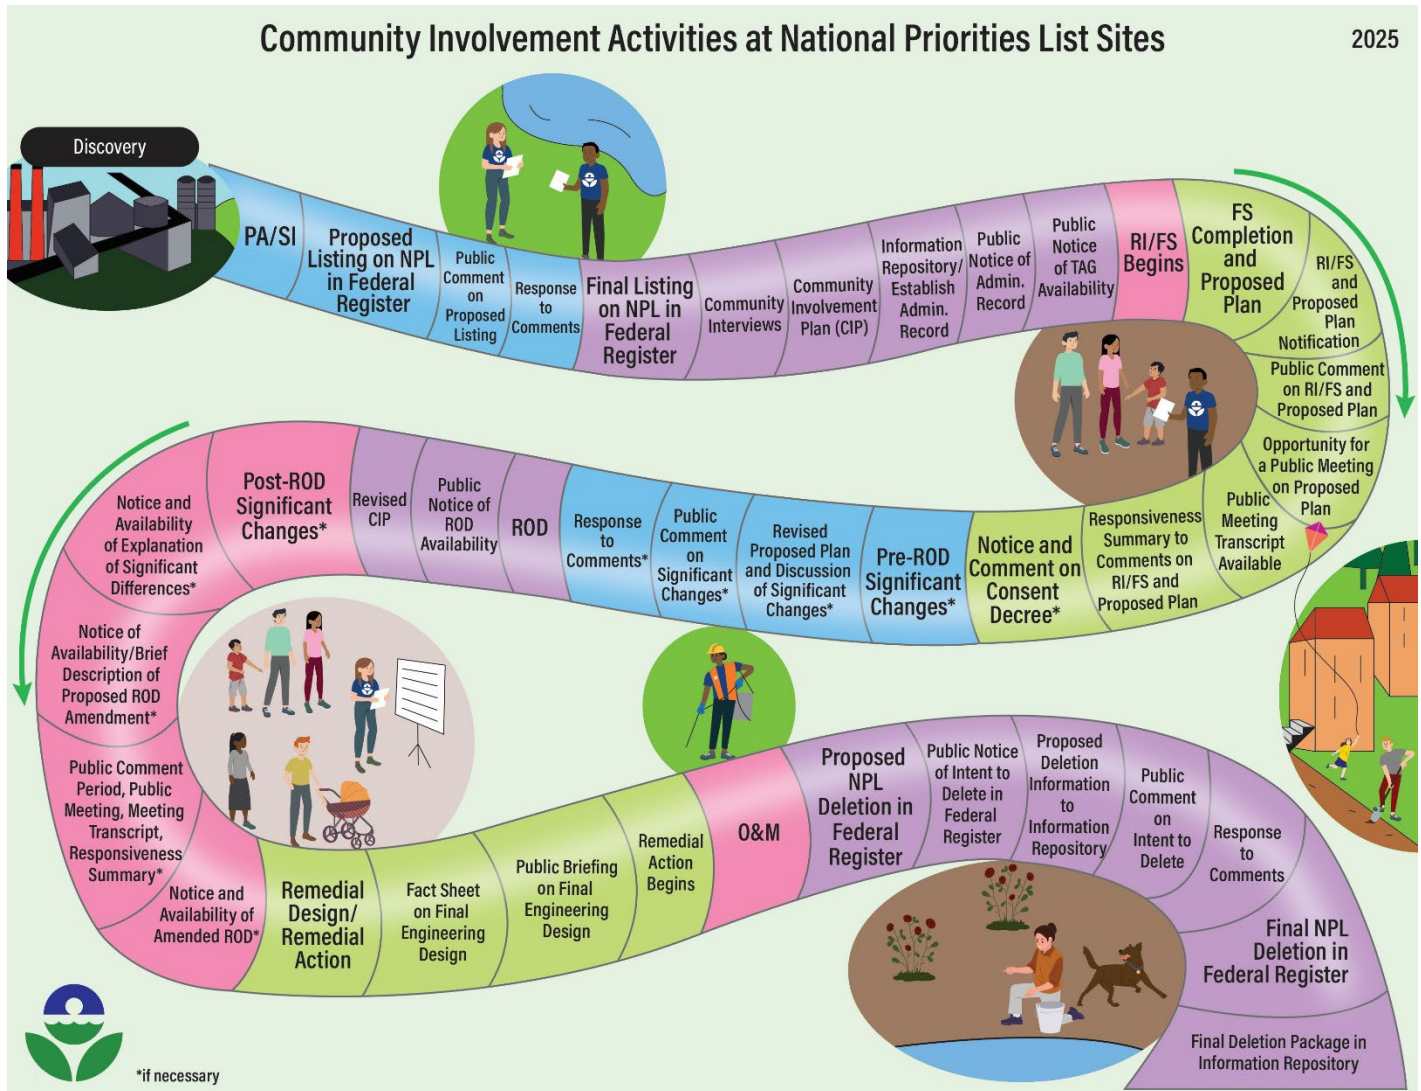 Community Involvement Activities at National Priorities List Sites
2025
Discovery
PA/SI
Proposed
Listing on NPL
in Federal
Register
Public
Comment
on
Proposed
Listing
Response
to
Comments
Final Listing
on NPL in
Federal
Register
Community
Interviews
Community
Involvement
Plan (CIP)
Information
Repository/
Establish
Admin.
Record
Public
Notice of
Admin.
Record
Public
Notice
of TAG
Availability
RI/FS
Begins
FS
Completion
and
Proposed
Plan
RI/FS
and
Proposed
Plan
Notification
Public Comment
on RI/FS and
Proposed Plan
Opportunity for
a Public Meeting
on Proposed
Plan
Public
Meeting
Transcript
Available
Responsiveness
Summary to
Comments on
RI/FS and
Proposed Plan
Notice and
Comment on
Consent
Decree*
Pre-ROD
Significant
Changes*
Revised
Proposed Plan
and Discussion
of Significant
Changes*
Public
Comment
on
Significant
Changes*
Response
to
Comments*
ROD
Public
Notice of
ROD
Availability
Revised
CIP
Post-ROD
Significant
Changes*
Notice and
Availability
of Explanation
of Significant
Differences*
Notice of
Availability/Brief
Description of
Proposed ROD
Amendment*
Public Comment
Period, Public
Meeting, Meeting
Transcript,
Responsiveness
Summary*
Notice and
Availability of
Amended ROD*
Remedial
Design/
Remedial
Action
Fact Sheet
on Final
Engineering
Design
Public Briefing
on Final
Engineering
Design
Remedial
Action
Begins
O&M
Proposed
NPL
Deletion in
Federal
Register
Public Notice
of Intent to
Delete in
Federal
Register
Proposed
Deletion
Information
to
Information
Repository
Public
Comment
on
Intent to
Delete
Response
to
Comments
Final NPL
Deletion in
Federal Register
Final Deletion Package in
Information Repository
*if necessary